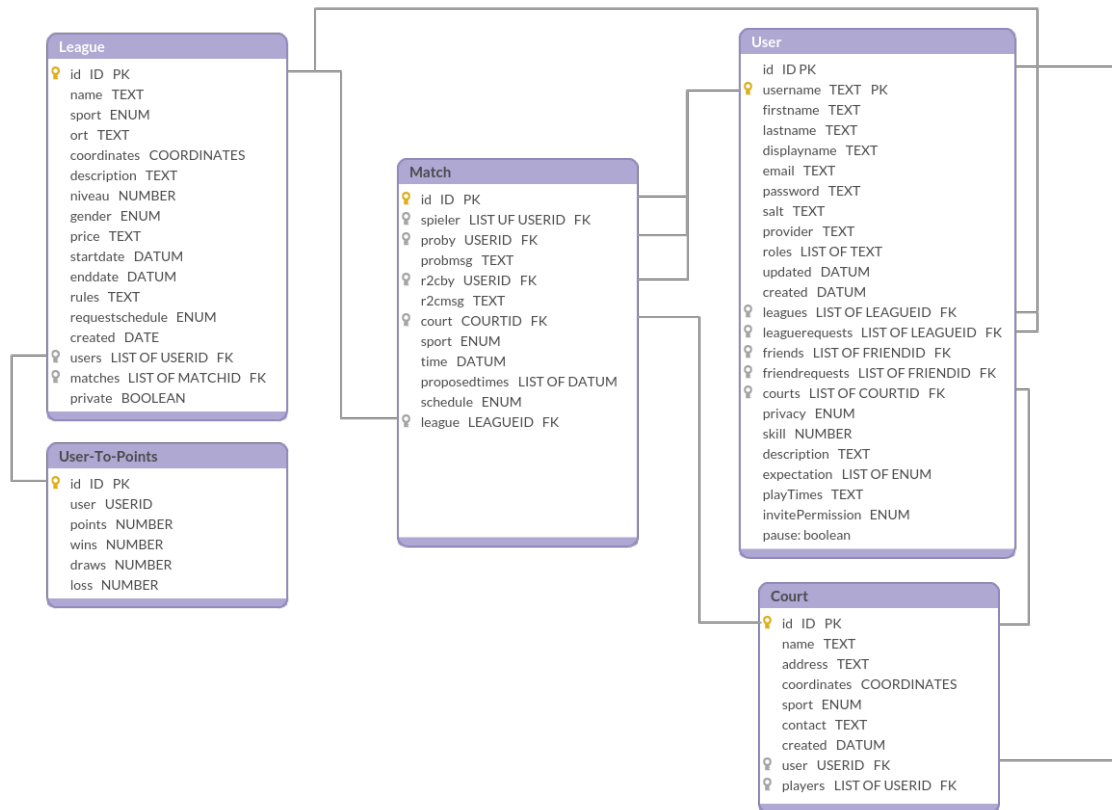 League
id ID PK
name TEXT
sport ENUM
ort TEXT
coordinates COORDINATES
description TEXT
niveau NUMBER
gender ENUM
price TEXT
startdate DATUM
enddate DATUM
rules TEXT
requestschedule ENUM
created DATE
users LIST OF USERID FK
matches LIST OF MATCHID FK
private BOOLEAN
User-To-Points
id ID PK
user USERID
points NUMBER
wins NUMBER
draws NUMBER
loss NUMBER
Match
id ID PK
spieler LIST UF USERID FK
proby USERID FK
probmsg TEXT
r2cby USERID FK
r2cmsg TEXT
court COURTID FK
sport ENUM
time DATUM
proposedtimes LIST OF DATUM
schedule ENUM
league LEAGUEID FK
User
id ID PK
username TEXT PK
firstname TEXT
lastname TEXT
displayname TEXT
email TEXT
password TEXT
salt TEXT
provider TEXT
roles LIST OF TEXT
updated DATUM
created DATUM
leagues LIST OF LEAGUEID FK
leaguerequests LIST OF LEAGUEID FK
friends LIST OF FRIENDID FK
friendrequests LIST OF FRIENDID FK
courts LIST OF COURTID FK
privacy ENUM
skill NUMBER
description TEXT
expectation LIST OF ENUM
playTimes TEXT
invitePermission ENUM
pause: boolean
Court
id ID PK
name TEXT
address TEXT
coordinates COORDINATES
sport ENUM
contact TEXT
created DATUM
user USERID FK
players LIST OF USERID FK